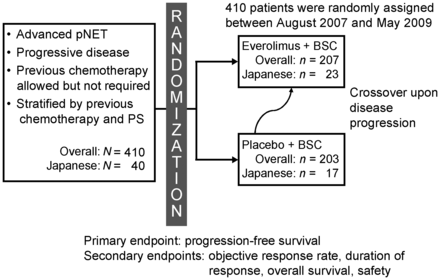 410 patients were randomly assigned
between August 2007 and May 2009
• Advanced pNET
• Progressive disease
• Previous chemotherapy
allowed but not required
• Stratified by previous
chemotherapy and PS
Overall: N = 410
Japanese: N = 40
RANDOMIZATION
Everolimus + BSC
Overall: n = 207
Japanese: n = 23
Crossover upon
disease
progression
Placebo + BSC
Overall: n = 203
Japanese: n = 17
Primary endpoint: progression-free survival
Secondary endpoints: objective response rate, duration of
response, overall survival, safety